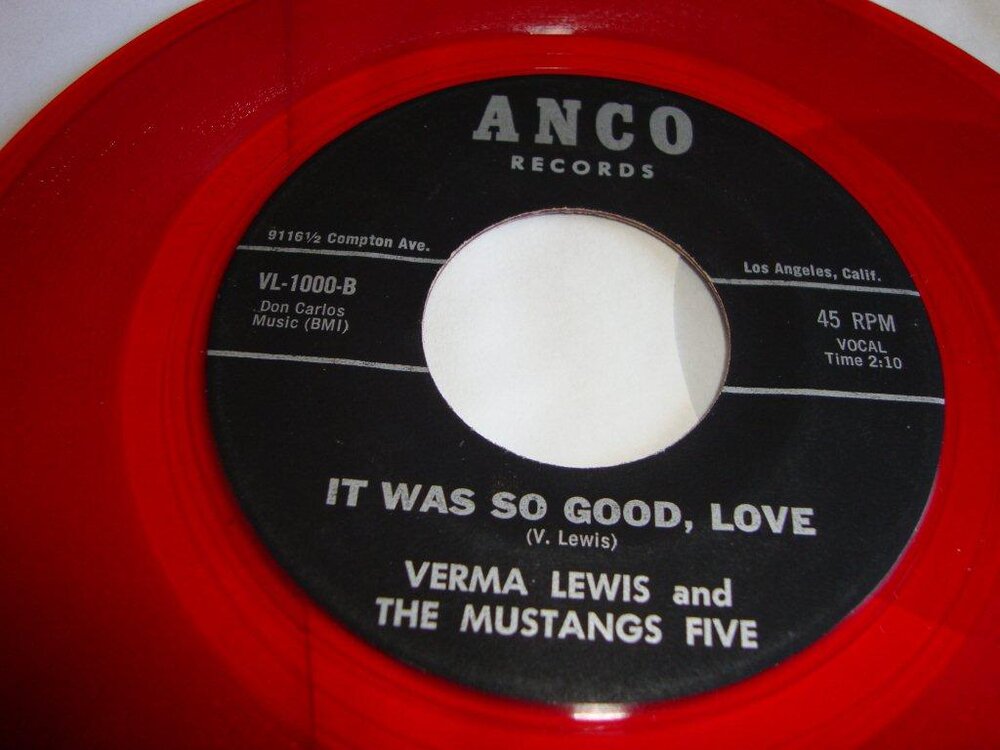 ANCO
RECORDS
9116½ Compton Ave.
Los Angeles, Calif.
VL-1000-B
Don Carlos
Music (BMI)
45 RPM
VOCAL
Time 2:10
IT WAS SO GOOD, LOVE
(V. Lewis)
VERMA LEWIS and
THE MUSTANGS FIVE